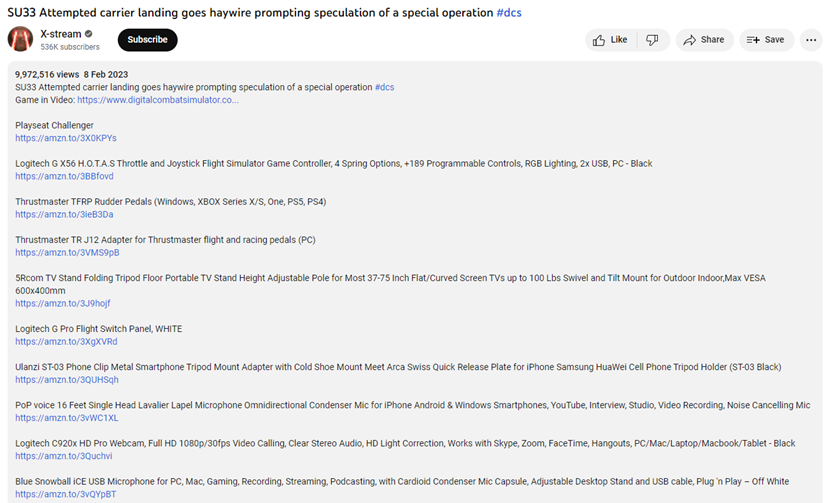 SU33 Attempted carrier landing goes haywire prompting speculation of a special operation #dcs
X-stream
536K subscribers
Subscribe
Like
Share
Save
9,972,516 views 8 Feb 2023
SU33 Attempted carrier landing goes haywire prompting speculation of a special operation #dcs
Game in Video: https://www.digitalcombatsimulator.co...
Playseat Challenger
https://amzn.to/3X0KPYs
Logitech G X56 H.O.T.A.S Throttle and Joystick Flight Simulator Game Controller, 4 Spring Options, +189 Programmable Controls, RGB Lighting, 2x USB, PC - Black
https://amzn.to/3BBfovd
Thrustmaster TFRP Rudder Pedals (Windows, XBOX Series X/S, One, PS5, PS4)
https://amzn.to/3ieB3Da
Thrustmaster TR J12 Adapter for Thrustmaster flight and racing pedals (PC)
https://amzn.to/3VMS9pB
5Rcom TV Stand Folding Tripod Floor Portable TV Stand Height Adjustable Pole for Most 37-75 Inch Flat/Curved Screen TVs up to 100 Lbs Swivel and Tilt Mount for Outdoor Indoor,Max VESA
600x400mm
https://amzn.to/3J9hojf
Logitech G Pro Flight Switch Panel, WHITE
https://amzn.to/3XgXVRd
Ulanzi ST-03 Phone Clip Metal Smartphone Tripod Mount Adapter with Cold Shoe Mount Meet Arca Swiss Quick Release Plate for iPhone Samsung HuaWei Cell Phone Tripod Holder (ST-03 Black)
https://amzn.to/3QUHSqh
PoP voice 16 Feet Single Head Lavalier Lapel Microphone Omnidirectional Condenser Mic for iPhone Android & Windows Smartphones, YouTube, Interview, Studio, Video Recording, Noise Cancelling Mic
https://amzn.to/3vWC1XL
Logitech C920x HD Pro Webcam, Full HD 1080p/30fps Video Calling, Clear Stereo Audio, HD Light Correction, Works with Skype, Zoom, FaceTime, Hangouts, PC/Mac/Laptop/Macbook/Tablet - Black
https://amzn.to/3Quchvi
Blue Snowball iCE USB Microphone for PC, Mac, Gaming, Recording, Streaming, Podcasting, with Cardioid Condenser Mic Capsule, Adjustable Desktop Stand and USB cable, Plug 'n Play – Off White
https://amzn.to/3vQYpBT